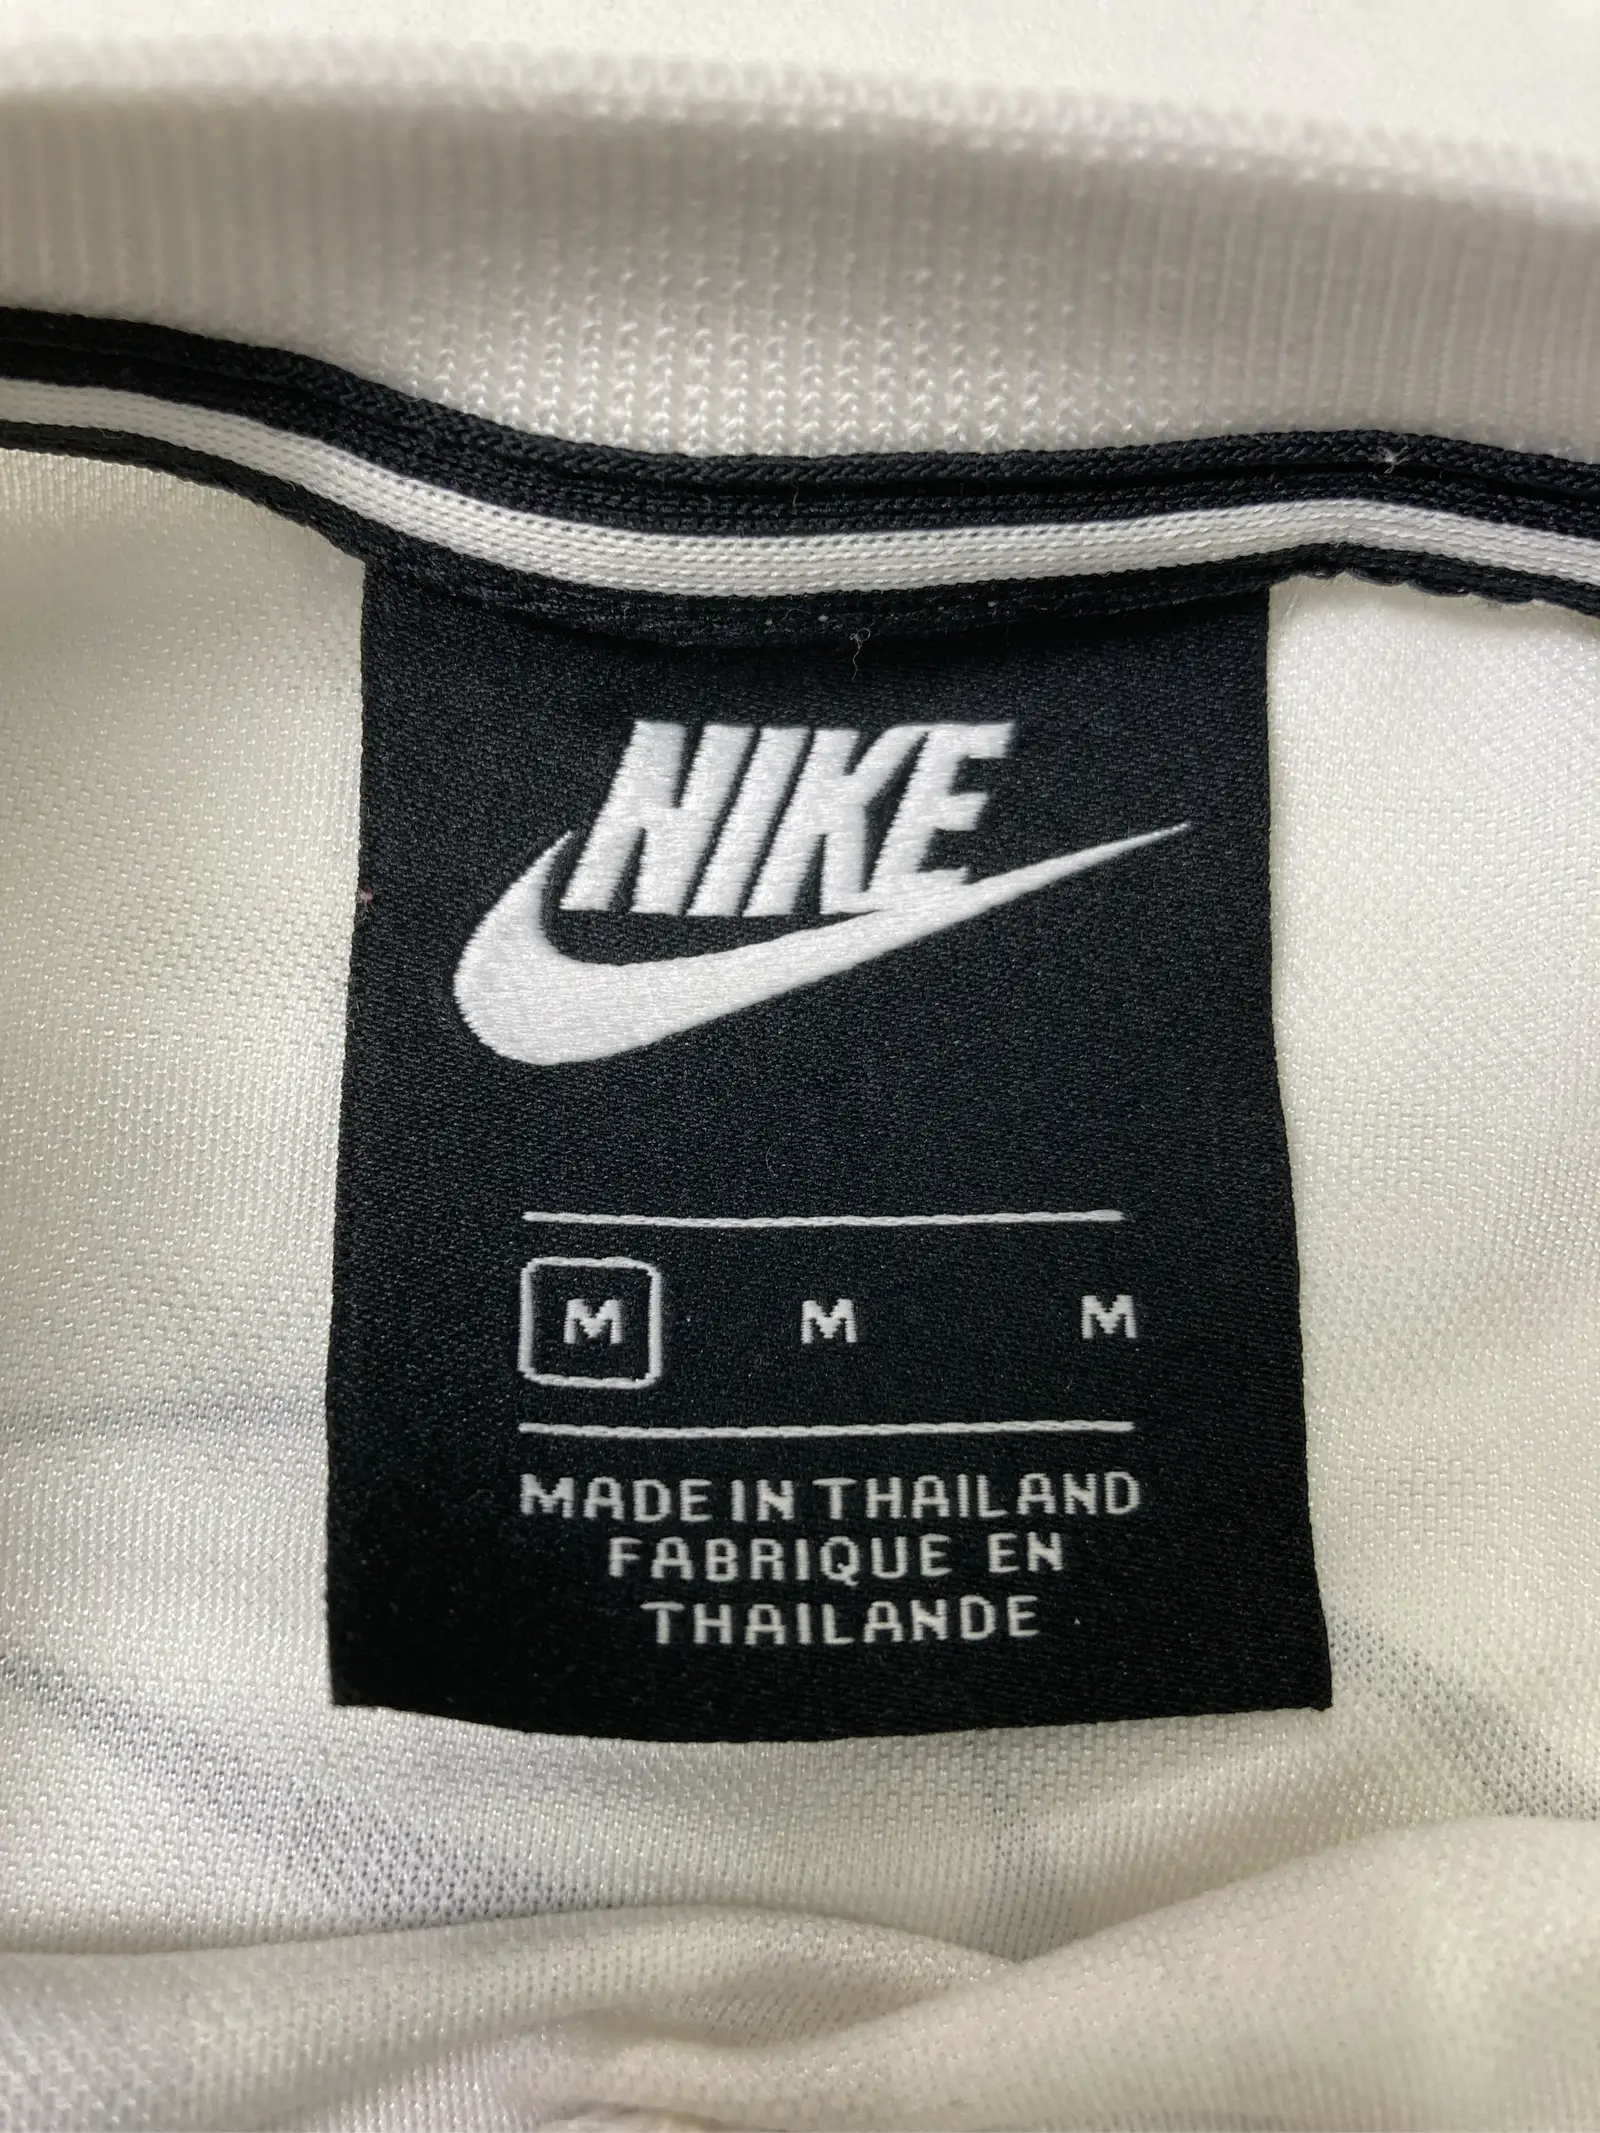 NIKE
M M M
MADE IN THAILAND
FABRIQUE EN
THAILANDE